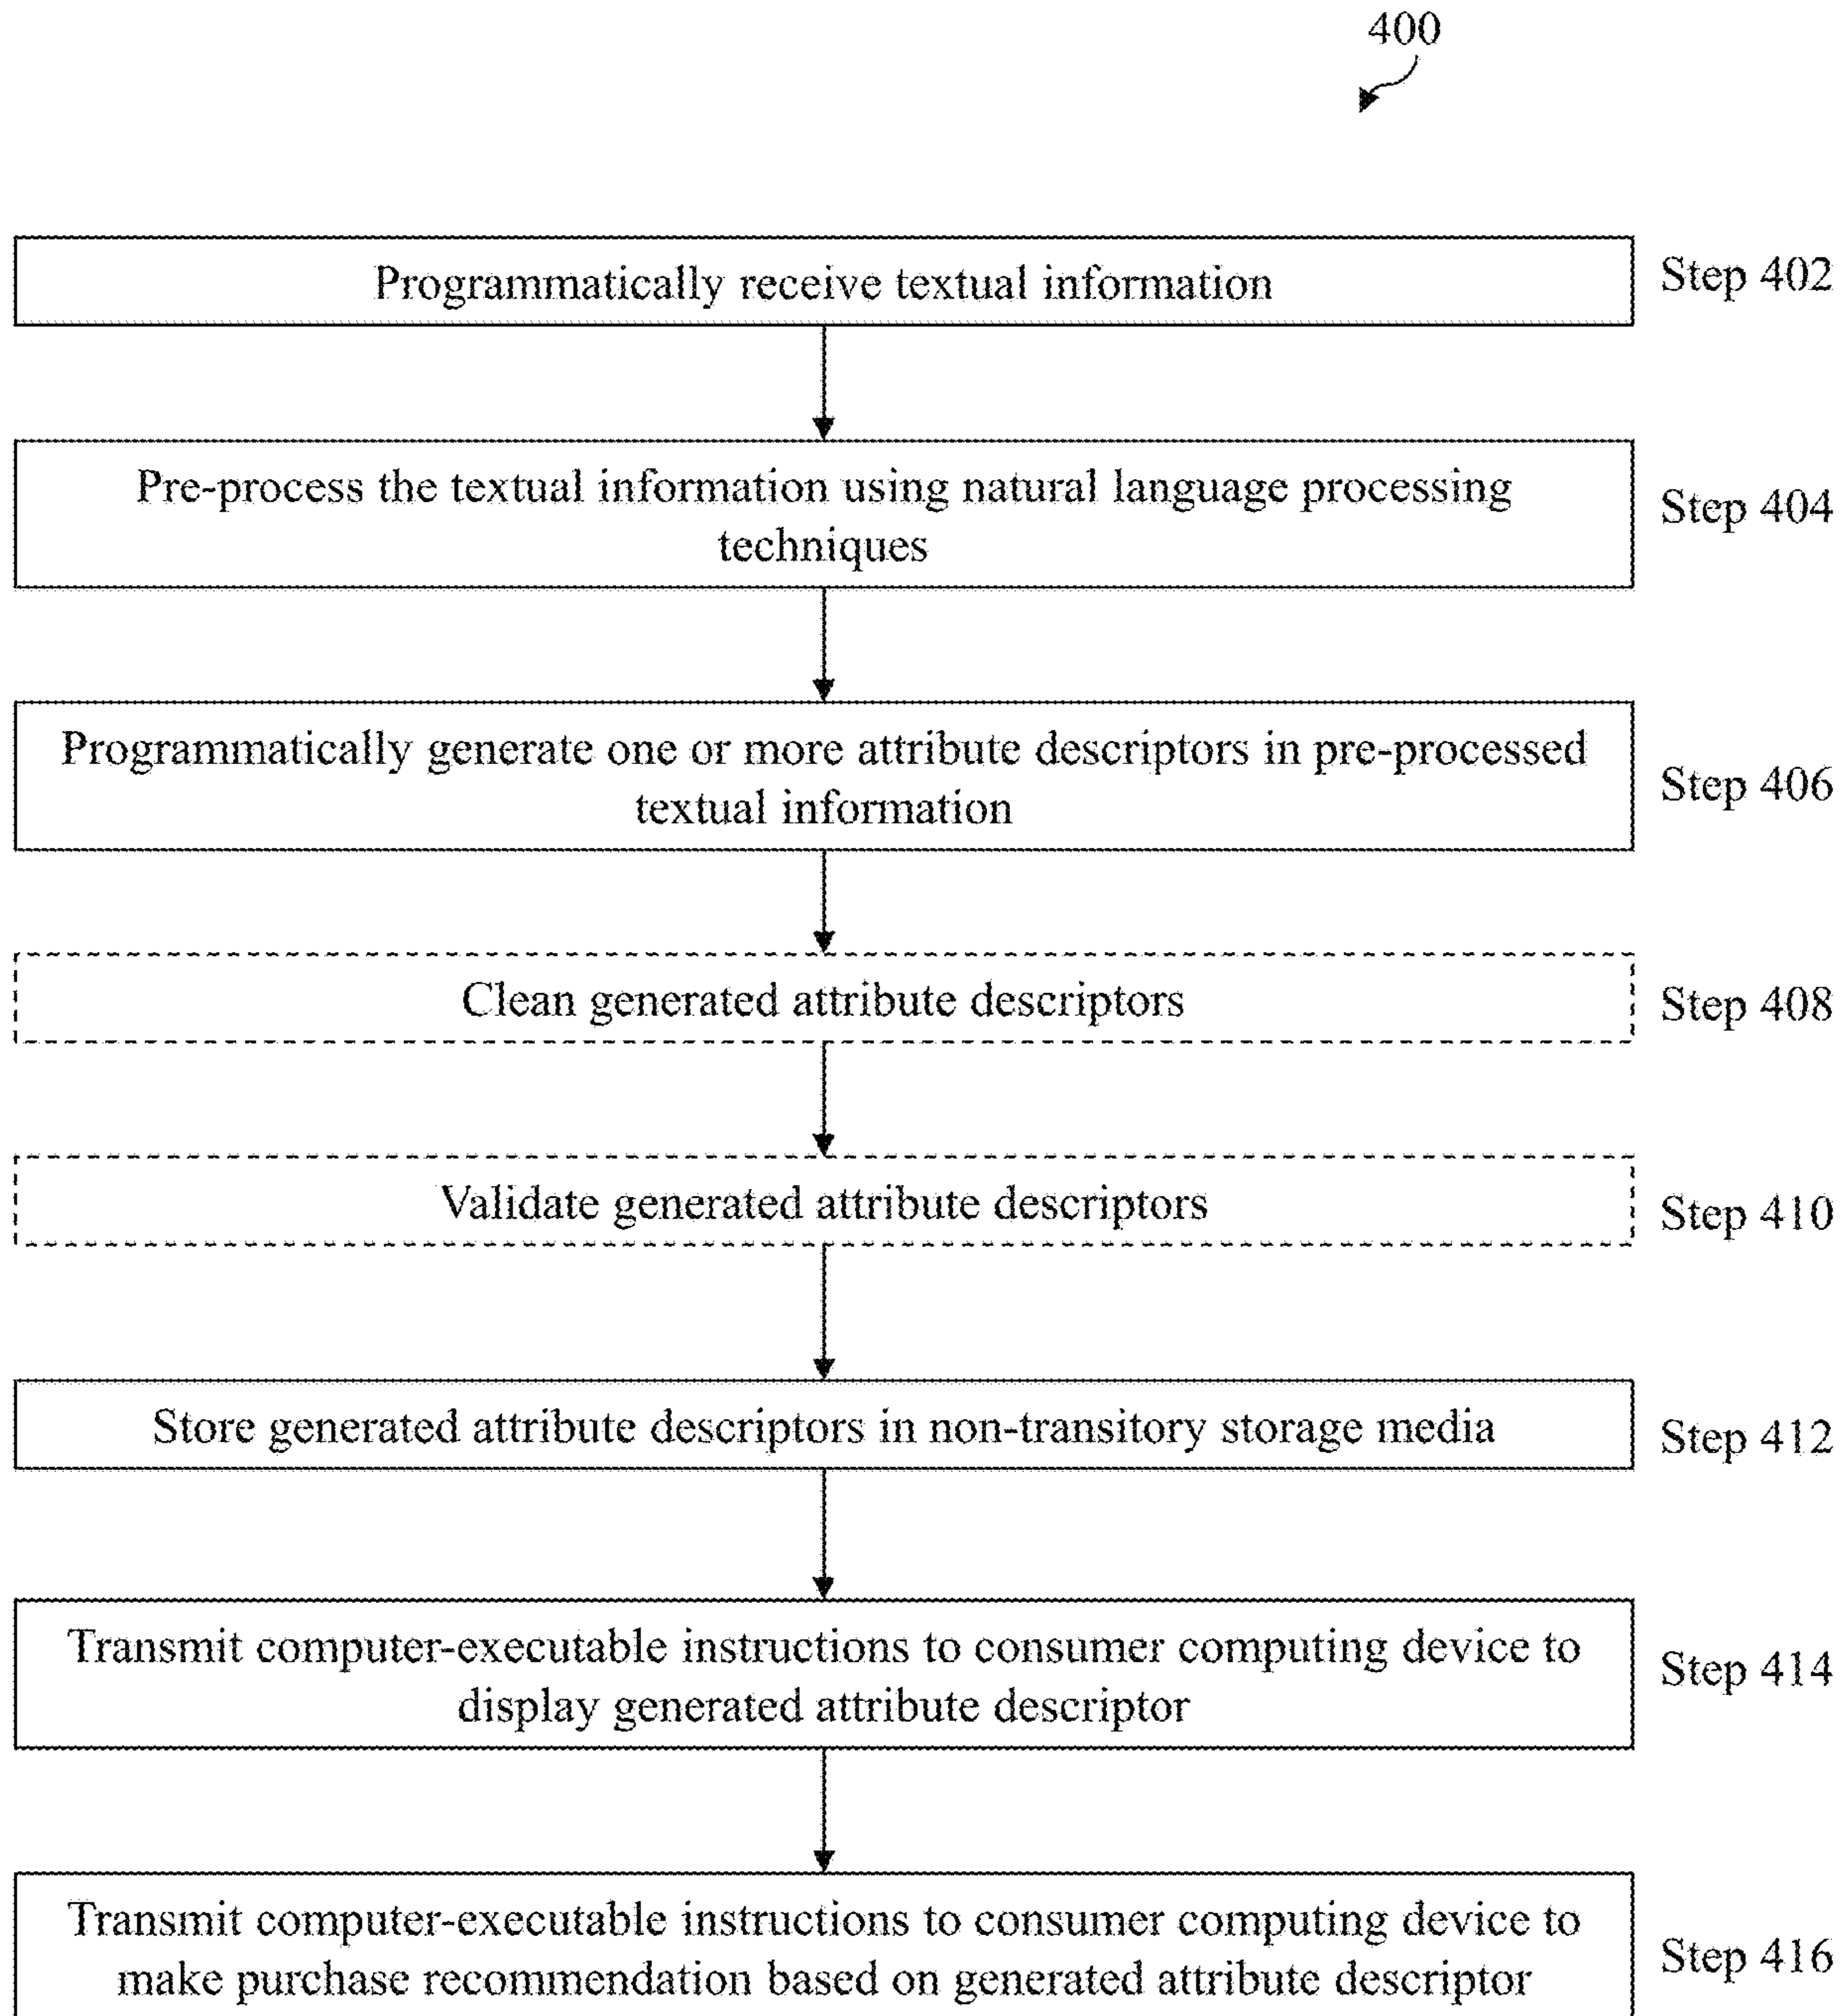 400
Programmatically receive textual information
Step 402
Pre-process the textual information using natural language processing
techniques
Step 404
Programmatically generate one or more attribute descriptors in pre-processed
textual information
Step 406
Clean generated attribute descriptors
Step 408
Validate generated attribute descriptors
Step 410
Store generated attribute descriptors in non-transitory storage media
Step 412
Transmit computer-executable instructions to consumer computing device to
display generated attribute descriptor
Step 414
Transmit computer-executable instructions to consumer computing device to
make purchase recommendation based on generated attribute descriptor
Step 416